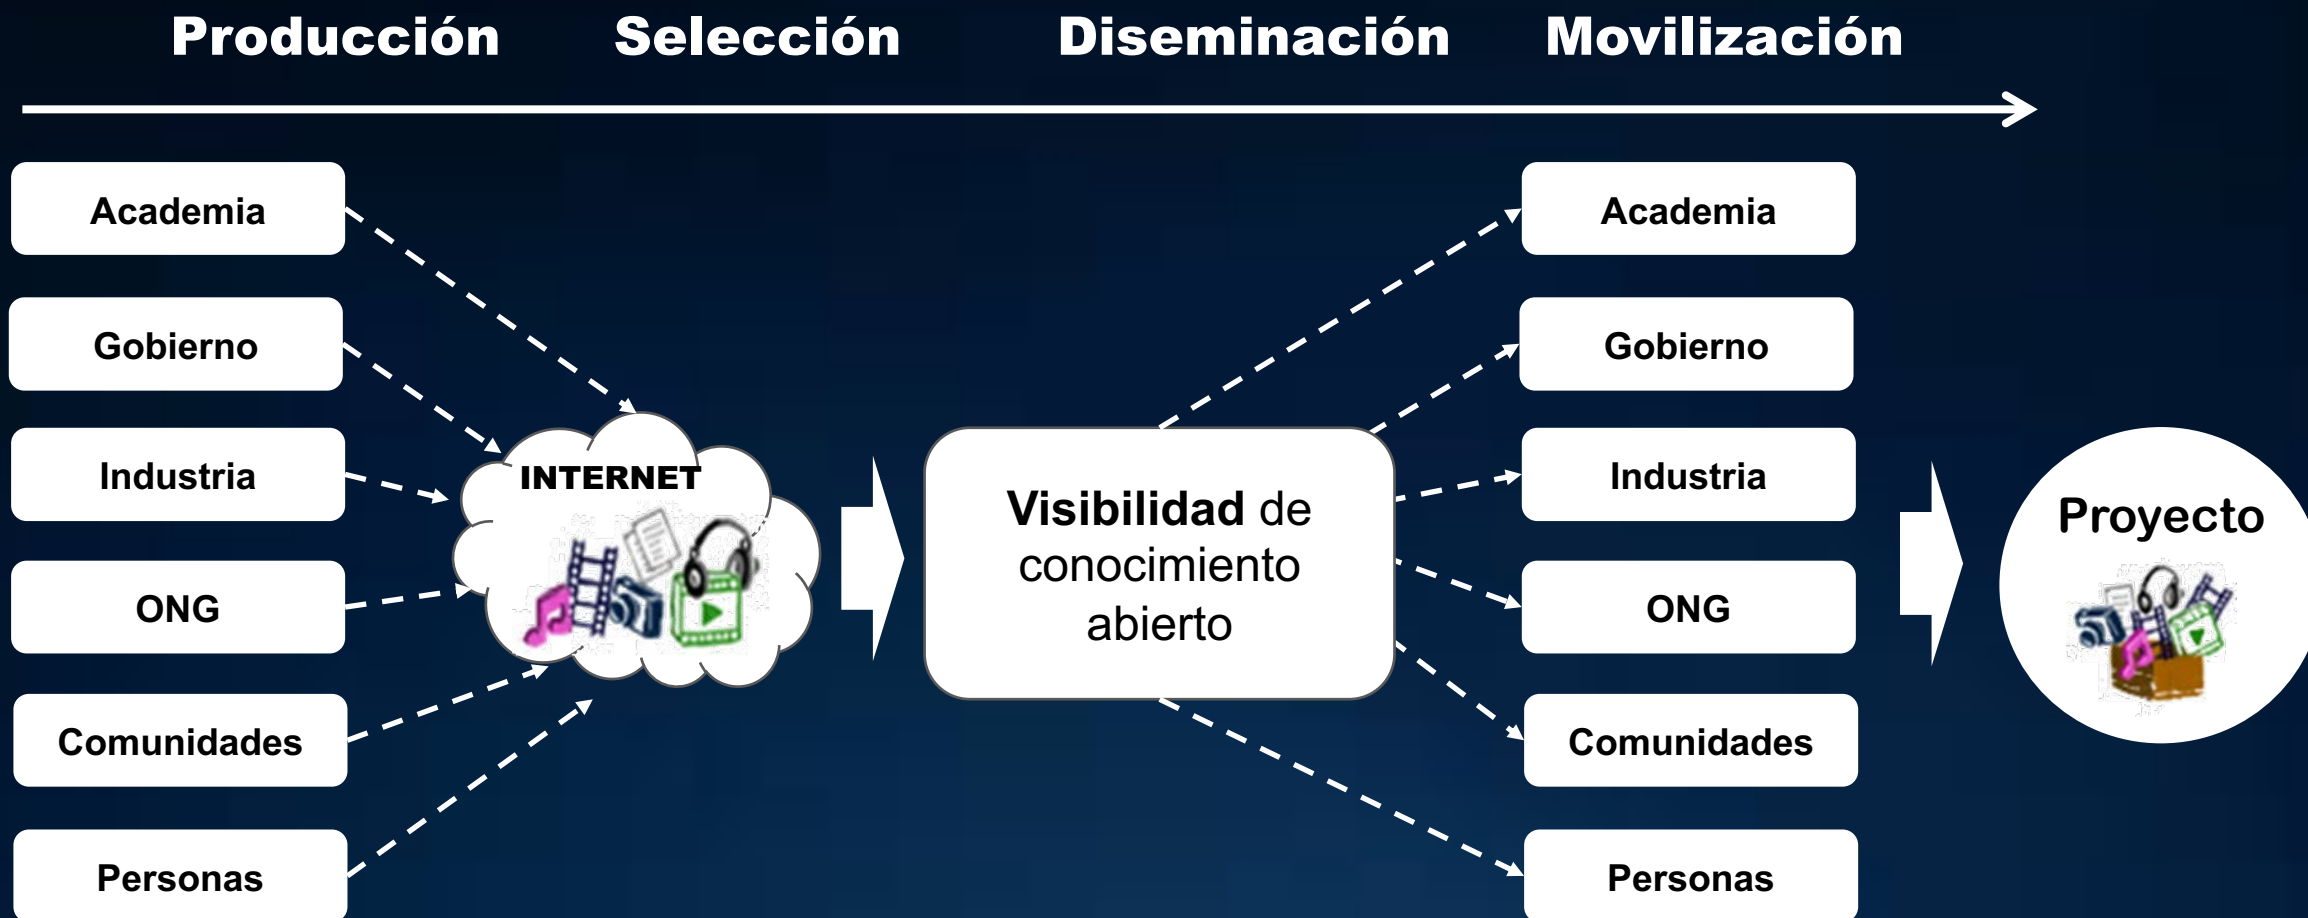 Producción Selección Diseminación Movilización
Academia
Gobierno
Industria
ONG
Comunidades
Personas
INTERNET
Visibilidad de
conocimiento
abierto
Academia
Gobierno
Industria
ONG
Comunidades
Personas
Proyecto